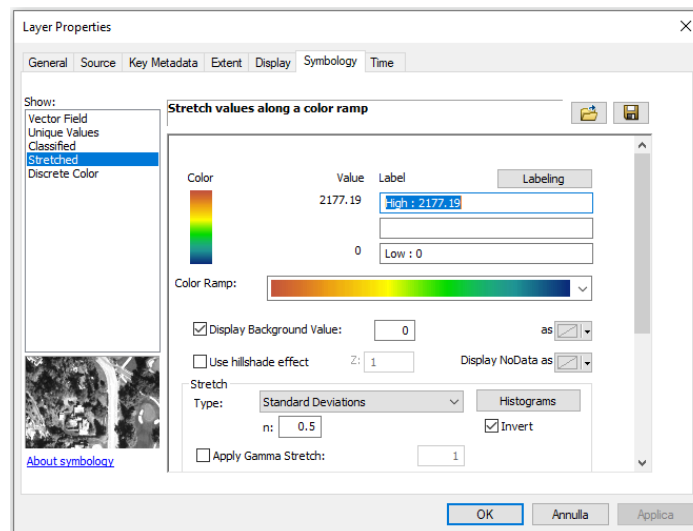 Layer Properties
General Source Key Metadata Extent Display Symbology Time
Show:
Vector Field
Unique Values
Classified
Stretched
Discrete Color
About symbology
Stretch values along a color ramp
Color Value Label Labeling
2177.19 High : 2177.19
0 Low : 0
Color Ramp:
Display Background Value: 0 as
Use hillshade effect Z: 1 Display NoData as
Stretch
Type: Standard Deviations Histograms
n: 0.5 Invert
Apply Gamma Stretch: 1
OK Annulla Applica